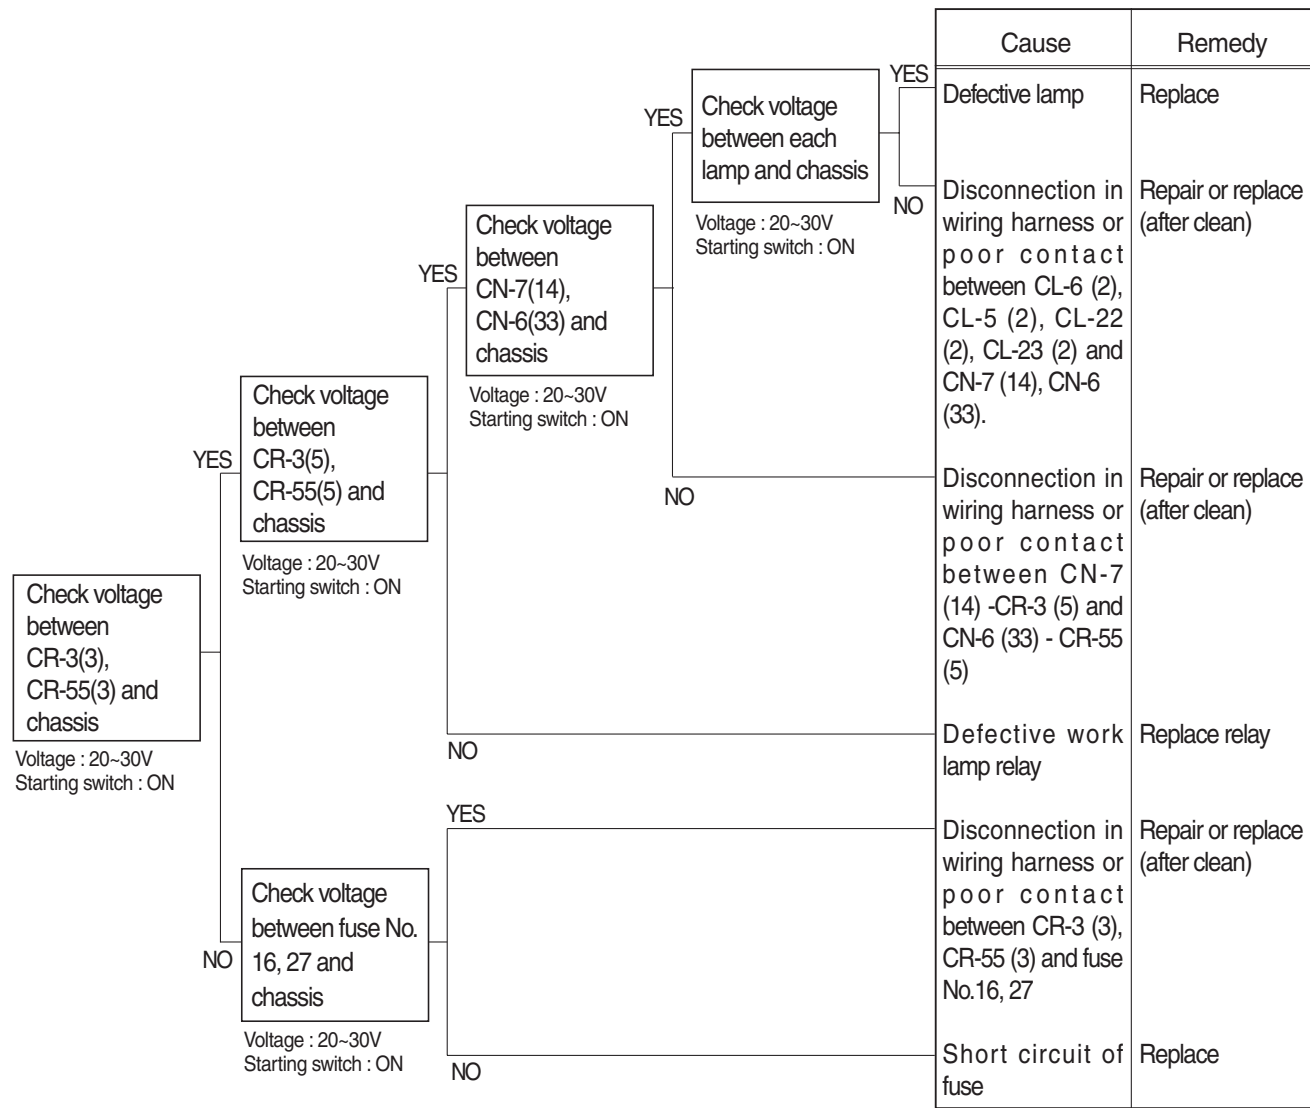 Cause
Remedy
YES
Defective lamp
Replace
YES
Check voltage
between each
lamp and chassis
NO
Voltage : 20~30V
Starting switch : ON
Disconnection in
wiring harness or
poor contact
between CL-6 (2),
CL-5 (2), CL-22
(2), CL-23 (2) and
CN-7 (14), CN-6
(33).
Repair or replace
(after clean)
YES
Check voltage
between
CN-7(14),
CN-6(33) and
chassis
Voltage : 20~30V
Starting switch : ON
NO
Disconnection in
wiring harness or
poor contact
between CN-7
(14) -CR-3 (5) and
CN-6 (33) - CR-55
(5)
Repair or replace
(after clean)
YES
Check voltage
between
CR-3(5),
CR-55(5) and
chassis
Voltage : 20~30V
Starting switch : ON
NO
Defective work
lamp relay
Replace relay
Check voltage
between
CR-3(3),
CR-55(3) and
chassis
Voltage : 20~30V
Starting switch : ON
NO
Check voltage
between fuse No.
16, 27 and
chassis
Voltage : 20~30V
Starting switch : ON
YES
Disconnection in
wiring harness or
poor contact
between CR-3 (3),
CR-55 (3) and fuse
No.16, 27
Repair or replace
(after clean)
NO
Short circuit of
fuse
Replace